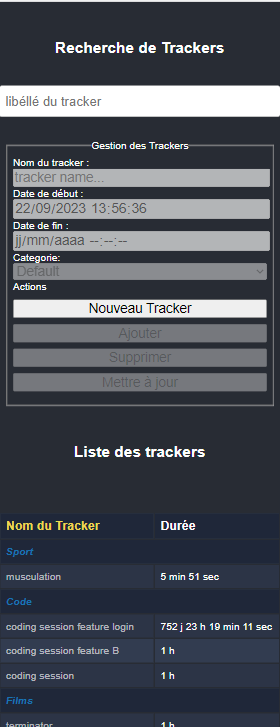 Recherche de Trackers
libéllé du tracker
Gestion des Trackers
Nom du tracker :
tracker name...
Date de début :
22/09/2023 13:56:36
Date de fin :
jj/mm/aaaa --:--:--
Categorie:
Default
Actions
Nouveau Tracker
Ajouter
Supprimer
Mettre à jour
Liste des trackers
Nom du Tracker Durée
Sport
musculation 5 min 51 sec
Code
coding session feature login 752 j 23 h 19 min 11 sec
coding session feature B 1 h
coding session 1 h
Films
terminator 1 h